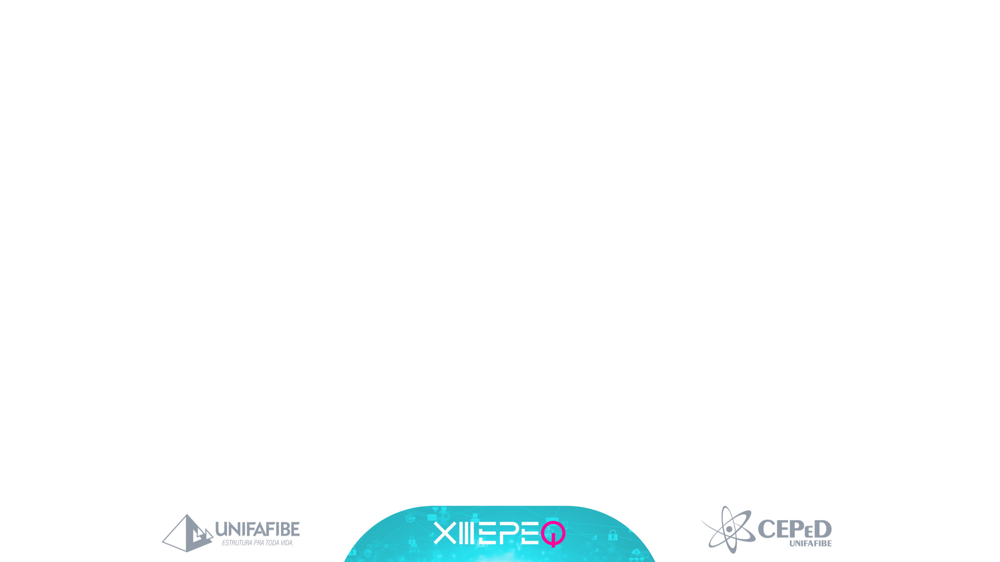 UNIFAFIBE
ESTRUTURA PRA TODA VIDA.
XIIIEPEQ
CEPeD
UNIFAFIBE